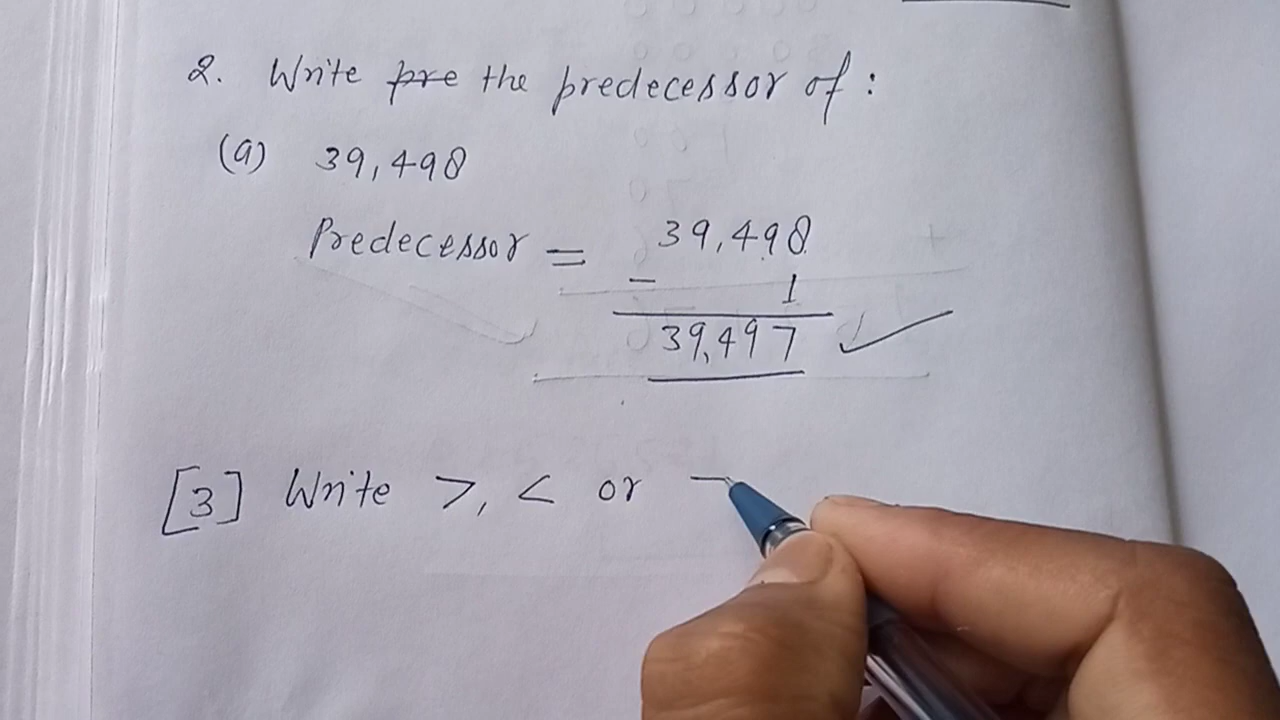 2. Write pre the predecessor of :
(a) 39,498
Predecessor = 39,498
- 1
39,497 ✓
[3] Write >, < or –